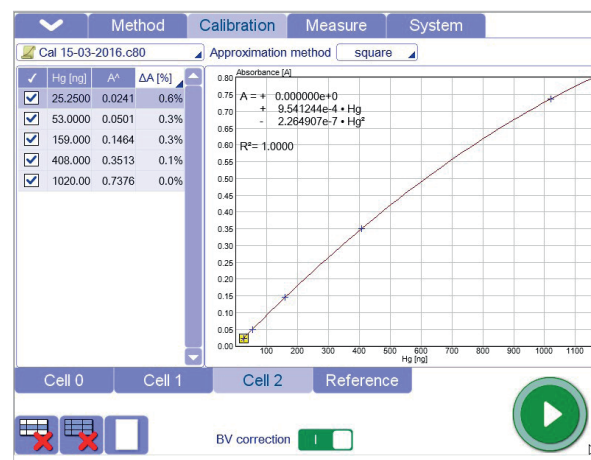 Method Calibration Measure System
Cal 15-03-2016.c80 Approximation method square
Hg [ng] A^ ΔA [%]
25.2500 0.0241 0.6%
53.0000 0.0501 0.3%
159.000 0.1464 0.3%
408.000 0.3513 0.1%
1020.00 0.7376 0.0%
Absorbance [A]
A = + 0.000000e+0
+ 9.541244e-4 • Hg
- 2.264907e-7 • Hg²
R²= 1.0000
0.80
0.75
0.70
0.65
0.60
0.55
0.50
0.45
0.40
0.35
0.30
0.25
0.20
0.15
0.10
0.05
0.00
100 200 300 400 500 600 700 800 900 1000 1100
Hg [ng]
Cell 0 Cell 1 Cell 2 Reference
BV correction I